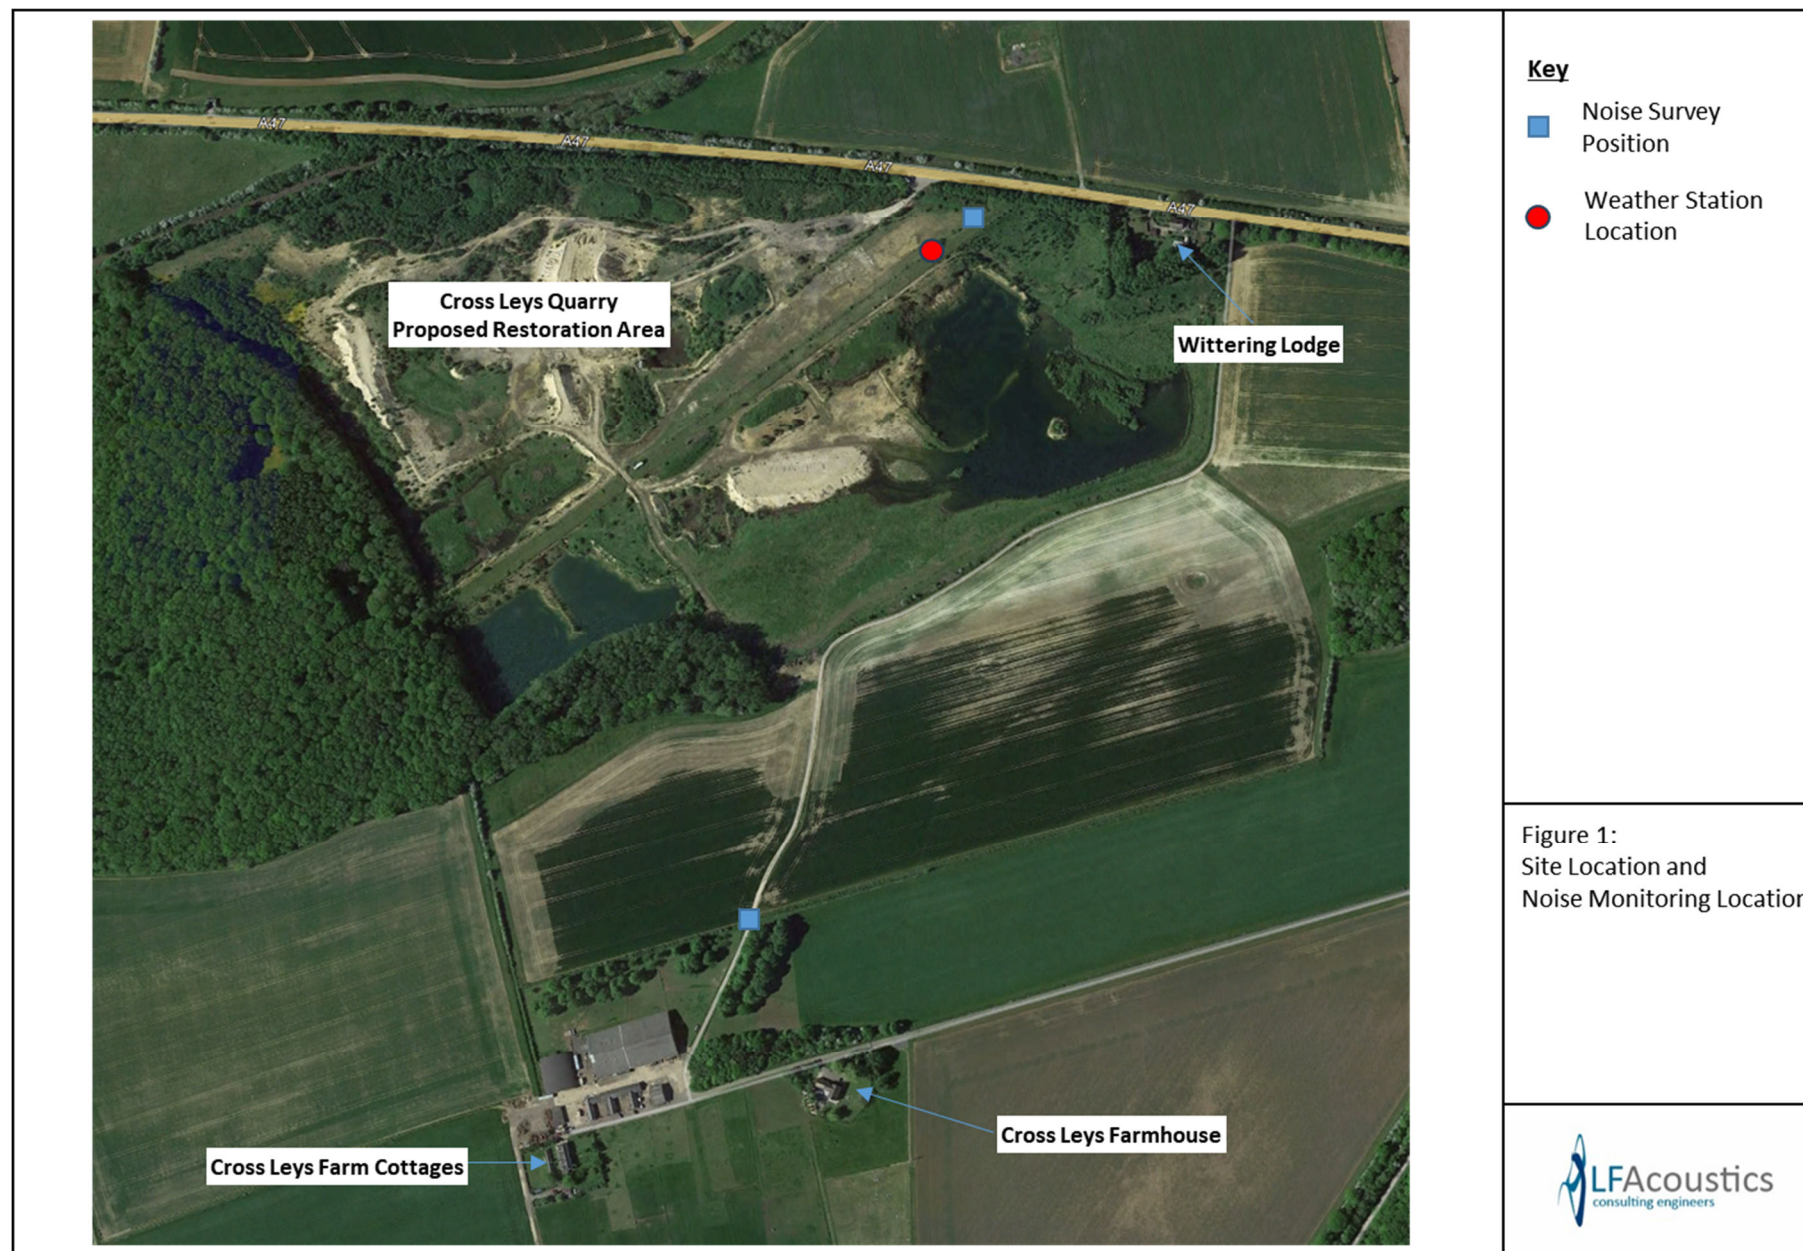 A47
A47
A47
A47
Cross Leys Quarry
Proposed Restoration Area
Wittering Lodge
Cross Leys Farmhouse
Cross Leys Farm Cottages
Key
Noise Survey
Position
Weather Station
Location
Figure 1:
Site Location and
Noise Monitoring Location
LFAcoustics
consulting engineers